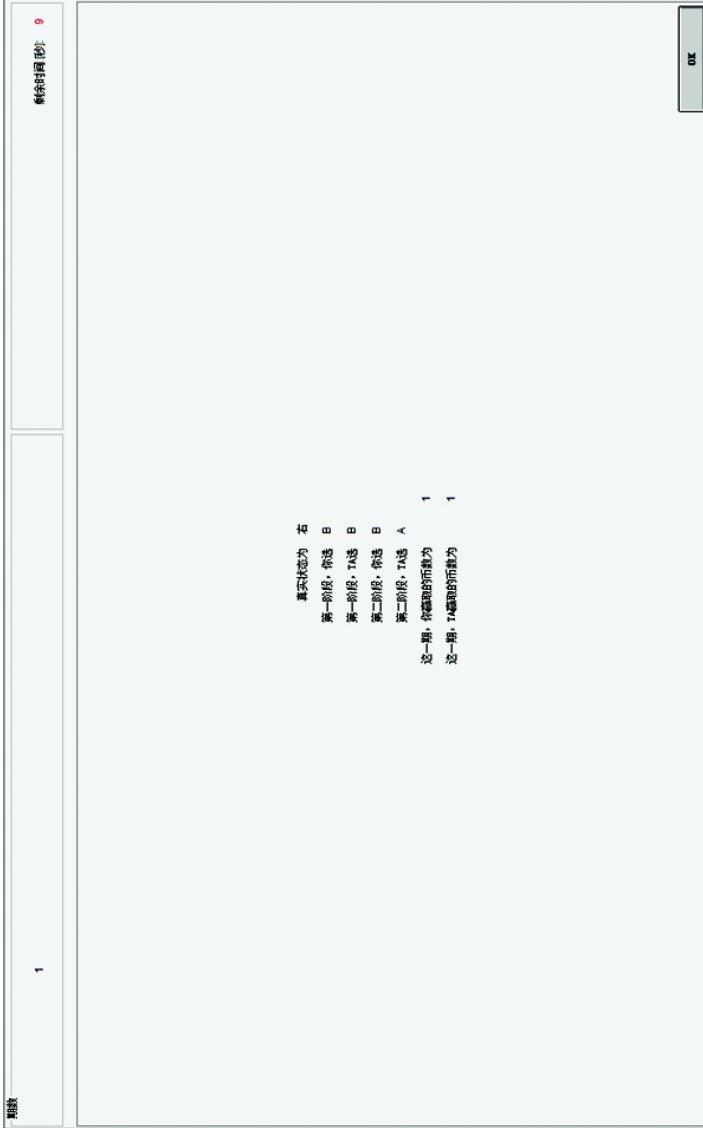 期数
1
剩余时间 [秒]: 9
真实状态为 右
第一阶段，你选 B
第一阶段，TA选 B
第二阶段，你选 B
第二阶段，TA选 A
这一期，你赢取的币数为 1
这一期，TA赢取的币数为 1
OK